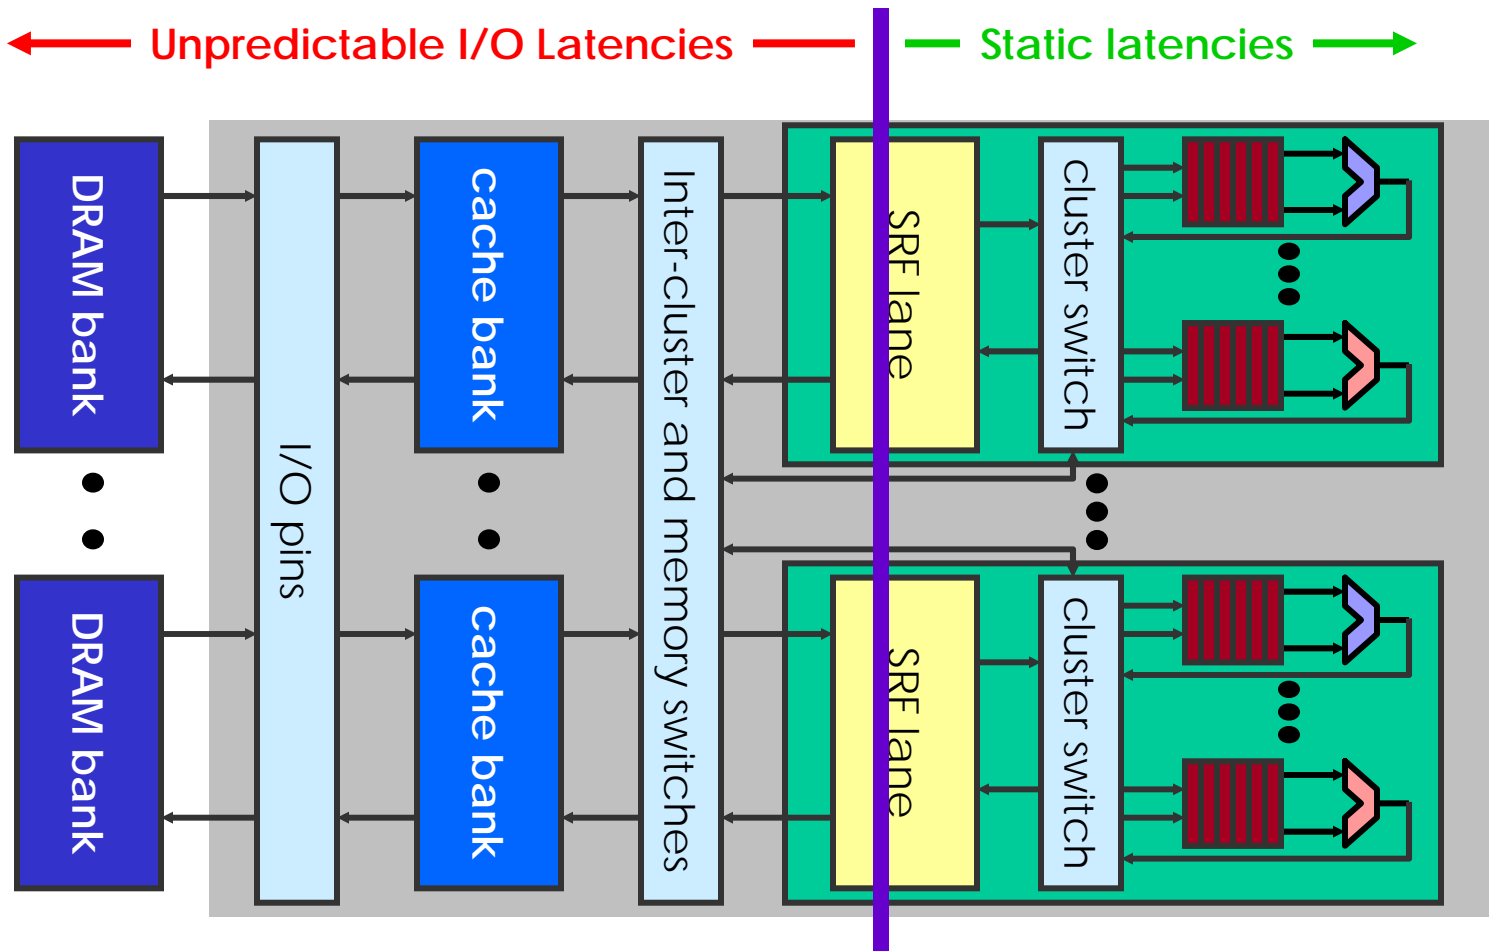 Unpredictable I/O Latencies
Static latencies
DRAM bank
I/O pins
cache bank
Inter-cluster and memory switches
SRF lane
cluster switch
DRAM bank
cache bank
SRF lane
cluster switch